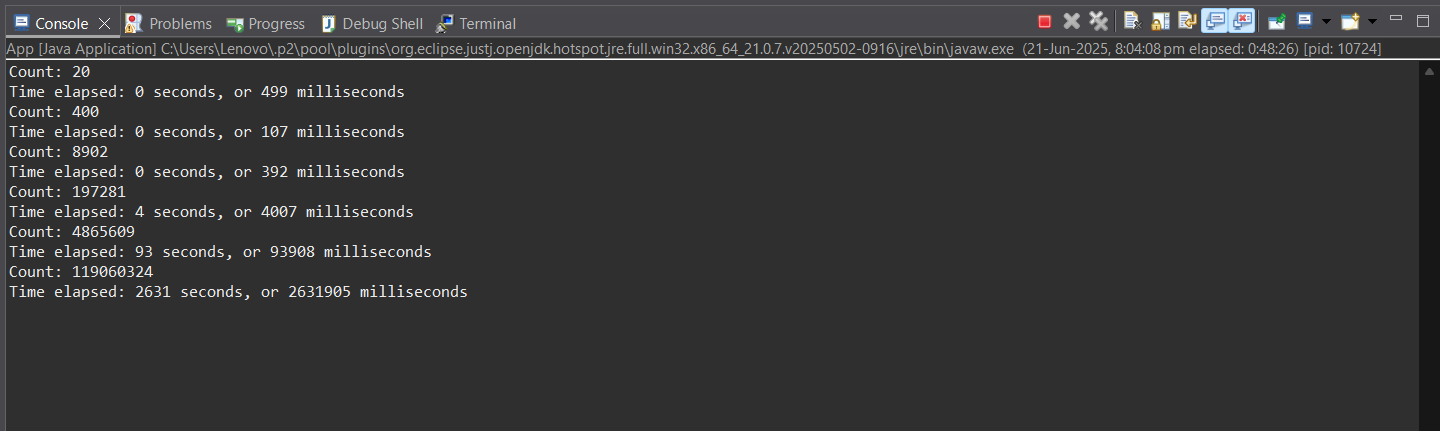 Console Problems Progress Debug Shell Terminal
App [Java Application] C:\Users\Lenovo\.p2\pool\plugins\org.eclipse.justj.openjdk.hotspot.jre.full.win32.x86_64_21.0.7.v20250502-0916\jre\bin\javaw.exe (21-Jun-2025, 8:04:08 pm elapsed: 0:48:26) [pid: 10724]
Count: 20
Time elapsed: 0 seconds, or 499 milliseconds
Count: 400
Time elapsed: 0 seconds, or 107 milliseconds
Count: 8902
Time elapsed: 0 seconds, or 392 milliseconds
Count: 197281
Time elapsed: 4 seconds, or 4007 milliseconds
Count: 4865609
Time elapsed: 93 seconds, or 93908 milliseconds
Count: 119060324
Time elapsed: 2631 seconds, or 2631905 milliseconds